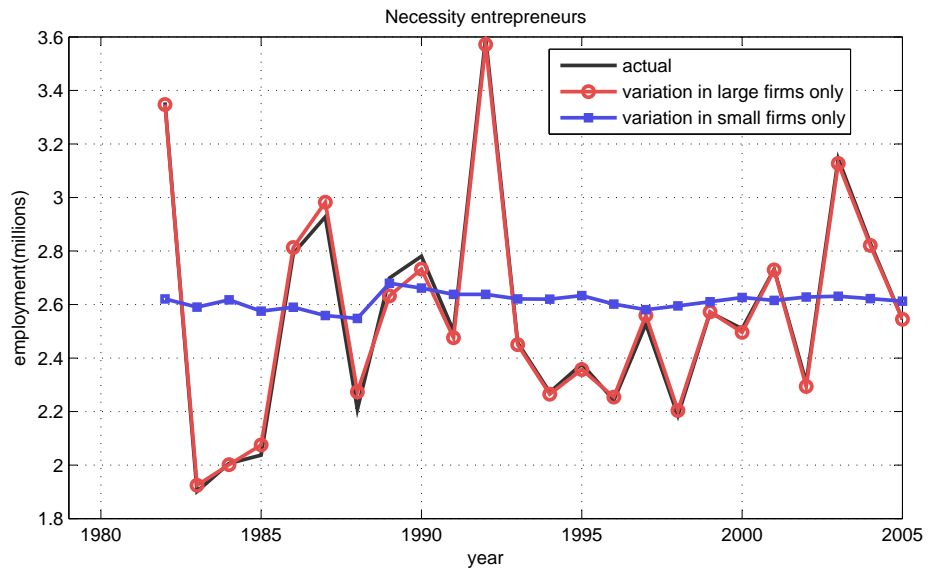 Necessity entrepreneurs
3.6
3.4
3.2
3
2.8
2.6
2.4
2.2
2
1.8
employment(millions)
actual
variation in large firms only
variation in small firms only
1980 1985 1990 1995 2000 2005
year